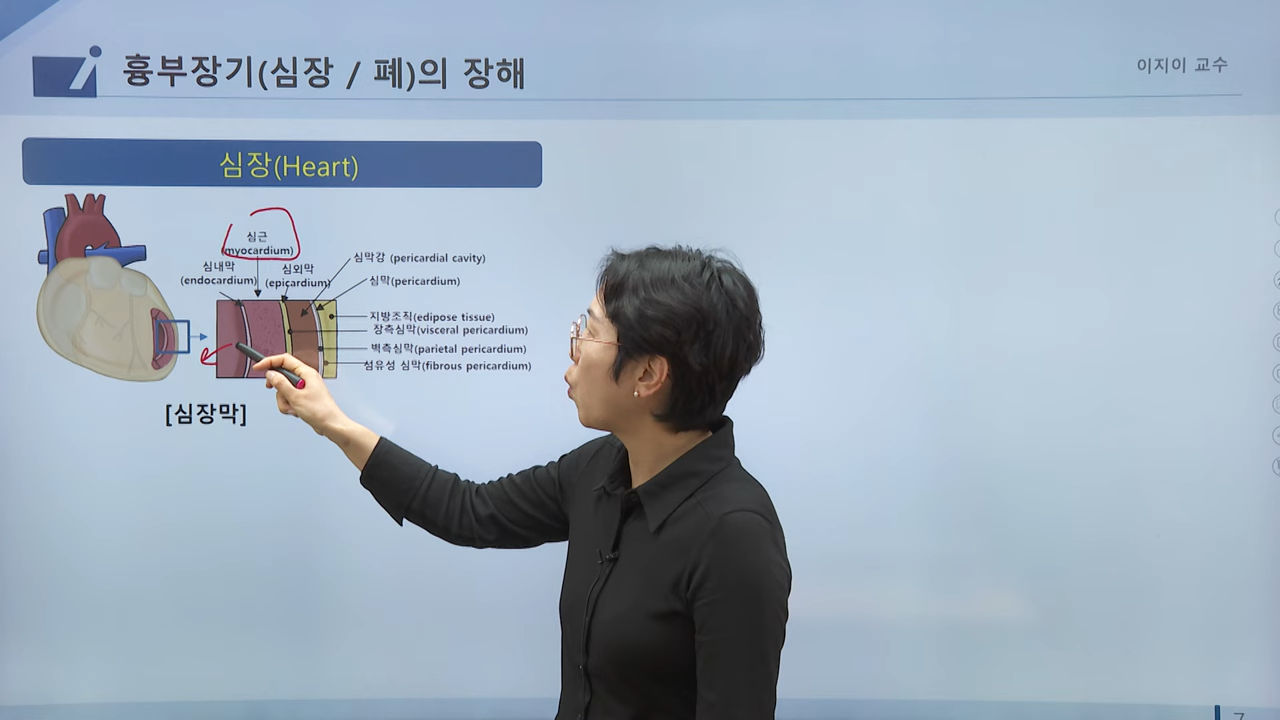 흉부장기(심장 / 폐)의 장해
이지이 교수
심장(Heart)
심근
(myocardium)
심내막
(endocardium)
심외막
(epicardium)
심막강 (pericardial cavity)
심막(pericardium)
지방조직(edipose tissue)
장측심막(visceral pericardium)
벽측심막(parietal pericardium)
섬유성 심막(fibrous pericardium)
[심장막]
7